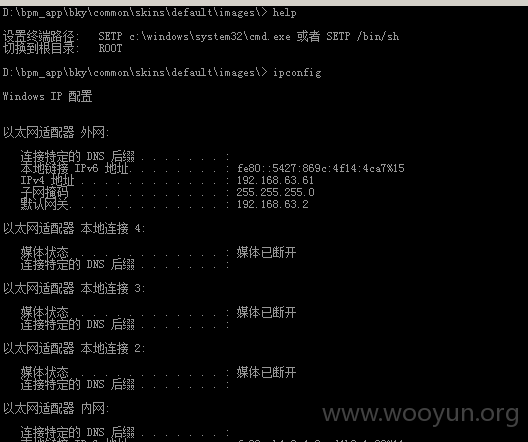 D:\bpm_app\bky\common\skins\default\images\> help
设置终端路径: SETP c:\windows\system32\cmd.exe 或者 SETP /bin/sh
切换到根目录: ROOT
D:\bpm_app\bky\common\skins\default\images\> ipconfig
Windows IP 配置
以太网适配器 外网:
连接特定的 DNS 后缀 . . . . . . . :
本地链接 IPv6 地址. . . . . . . . : fe80::5427:869c:4f14:4ca7%15
IPv4 地址 . . . . . . . . . . . . : 192.168.63.61
子网掩码 . . . . . . . . . . . . : 255.255.255.0
默认网关. . . . . . . . . . . . . : 192.168.63.2
以太网适配器 本地连接 4:
媒体状态 . . . . . . . . . . . . : 媒体已断开
连接特定的 DNS 后缀 . . . . . . . :
以太网适配器 本地连接 3:
媒体状态 . . . . . . . . . . . . : 媒体已断开
连接特定的 DNS 后缀 . . . . . . . :
以太网适配器 本地连接 2:
媒体状态 . . . . . . . . . . . . : 媒体已断开
连接特定的 DNS 后缀 . . . . . . . :
以太网适配器 内网:
连接特定的 DNS 后缀 . . . . . . . :
www.wooyun.org